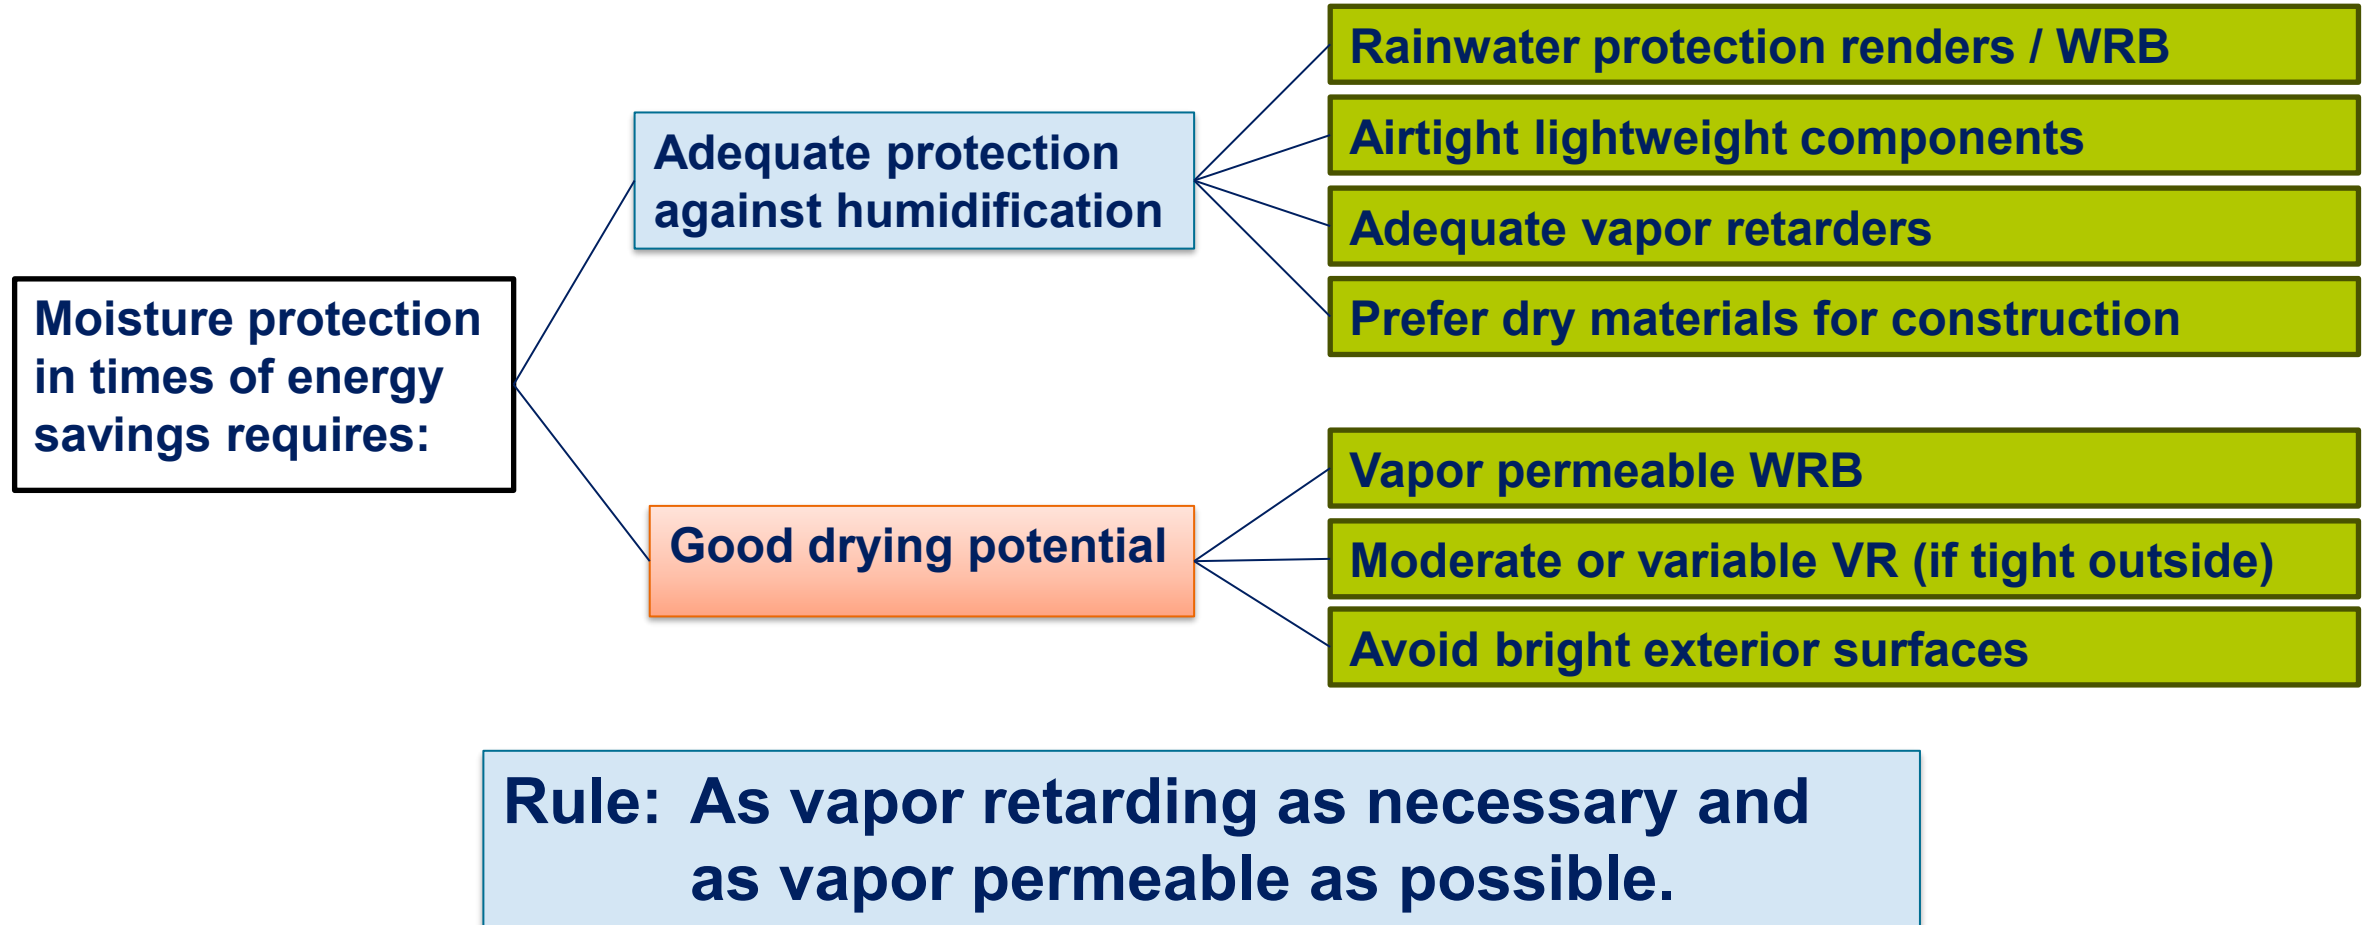 Moisture protection
in times of energy
savings requires:
Adequate protection
against humidification
Rainwater protection renders / WRB
Airtight lightweight components
Adequate vapor retarders
Prefer dry materials for construction
Good drying potential
Vapor permeable WRB
Moderate or variable VR (if tight outside)
Avoid bright exterior surfaces
Rule: As vapor retarding as necessary and
as vapor permeable as possible.